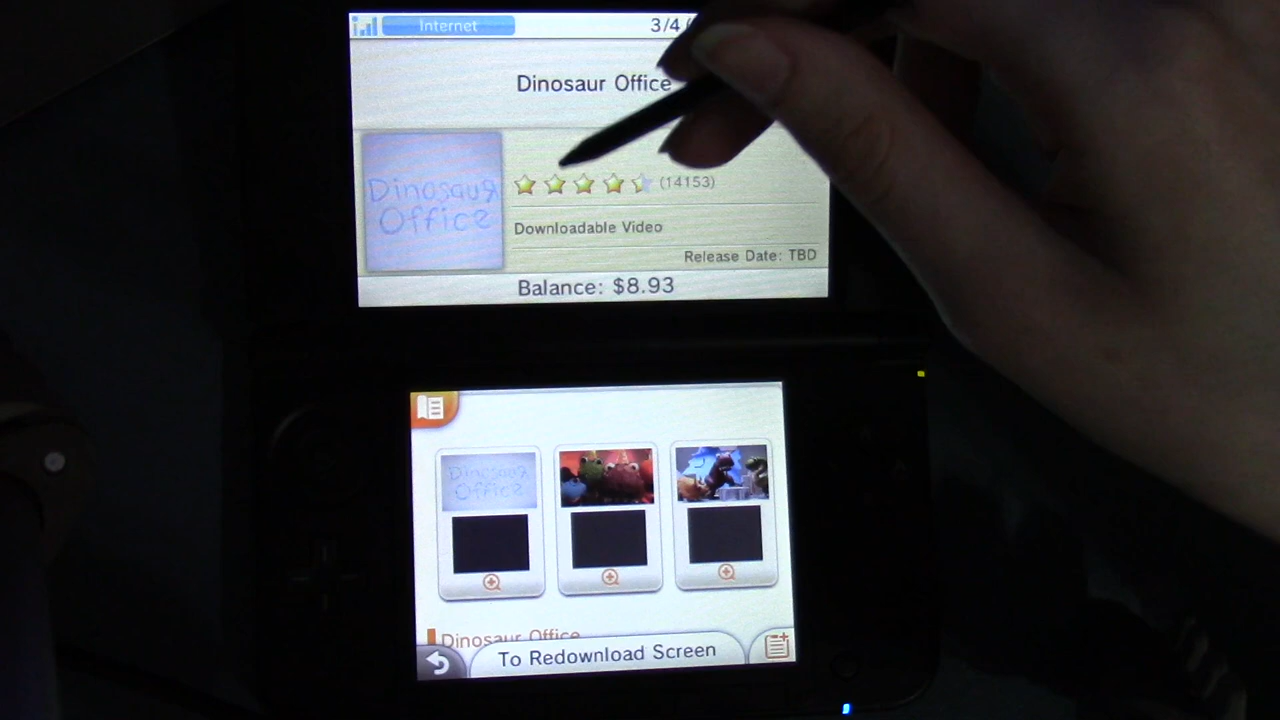 Internet 3/4
Dinosaur Office
Dinosaur
Office
(14153)
Downloadable Video
Release Date: TBD
Balance: $8.93
Dinosaur
Office
Dinosaur Office
To Redownload Screen